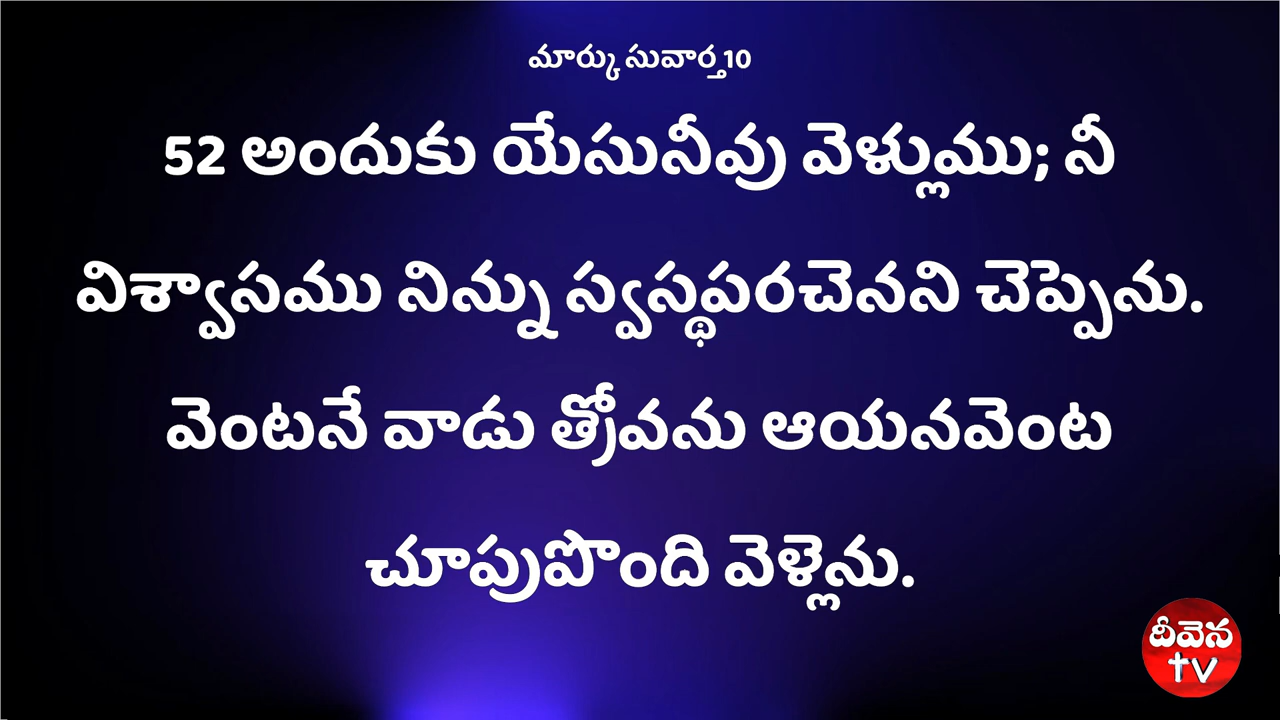 మార్కు సువార్త10
52 అందుకు యేసునీవు వెళ్లుము; నీ
విశ్వాసము నిన్ను స్వస్థపరచెనని చెప్పెను.
వెంటనే వాడు త్రోవను ఆయనవెంట
చూపుపొంది వెళ్లెను.
దీవెన
tv